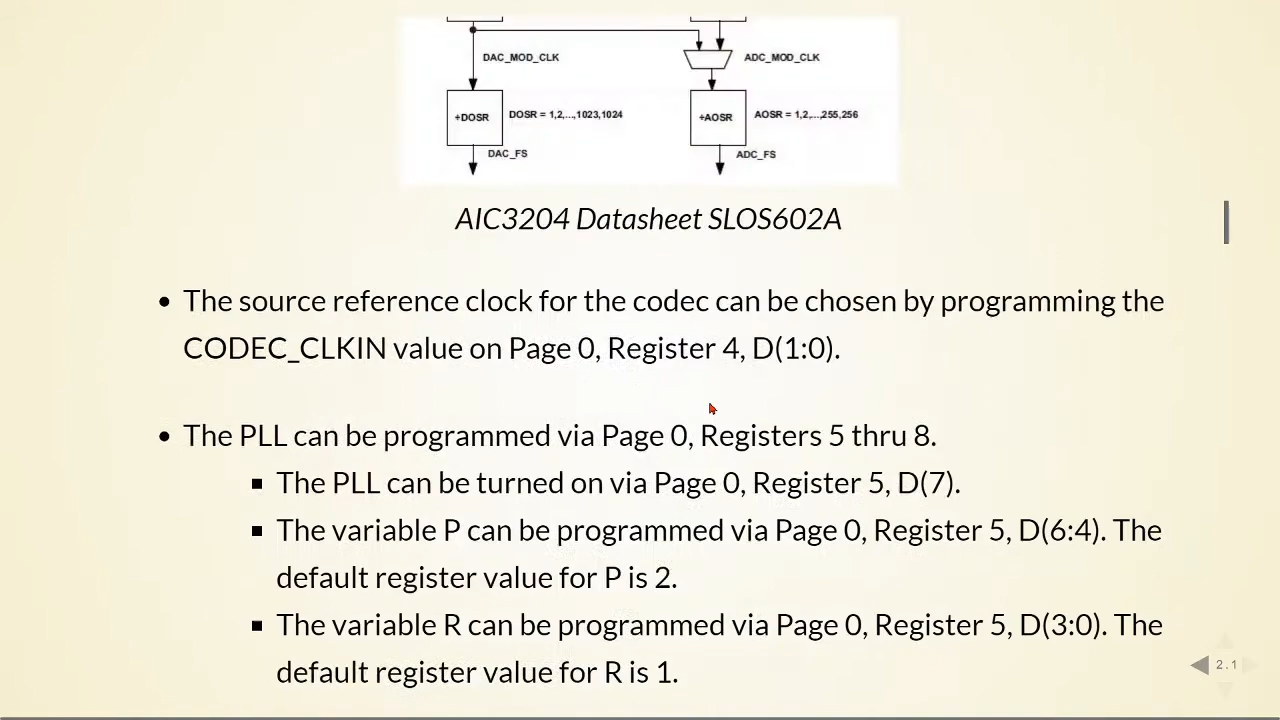 DAC_MOD_CLK
ADC_MOD_CLK
÷DOSR
DOSR = 1,2,...,1023,1024
÷AOSR
AOSR = 1,2,...,255,256
DAC_FS
ADC_FS
AIC3204 Datasheet SLOS602A
• The source reference clock for the codec can be chosen by programming the
CODEC_CLKIN value on Page 0, Register 4, D(1:0).
• The PLL can be programmed via Page 0, Registers 5 thru 8.
▪ The PLL can be turned on via Page 0, Register 5, D(7).
▪ The variable P can be programmed via Page 0, Register 5, D(6:4). The
default register value for P is 2.
▪ The variable R can be programmed via Page 0, Register 5, D(3:0). The
default register value for R is 1.
2.1